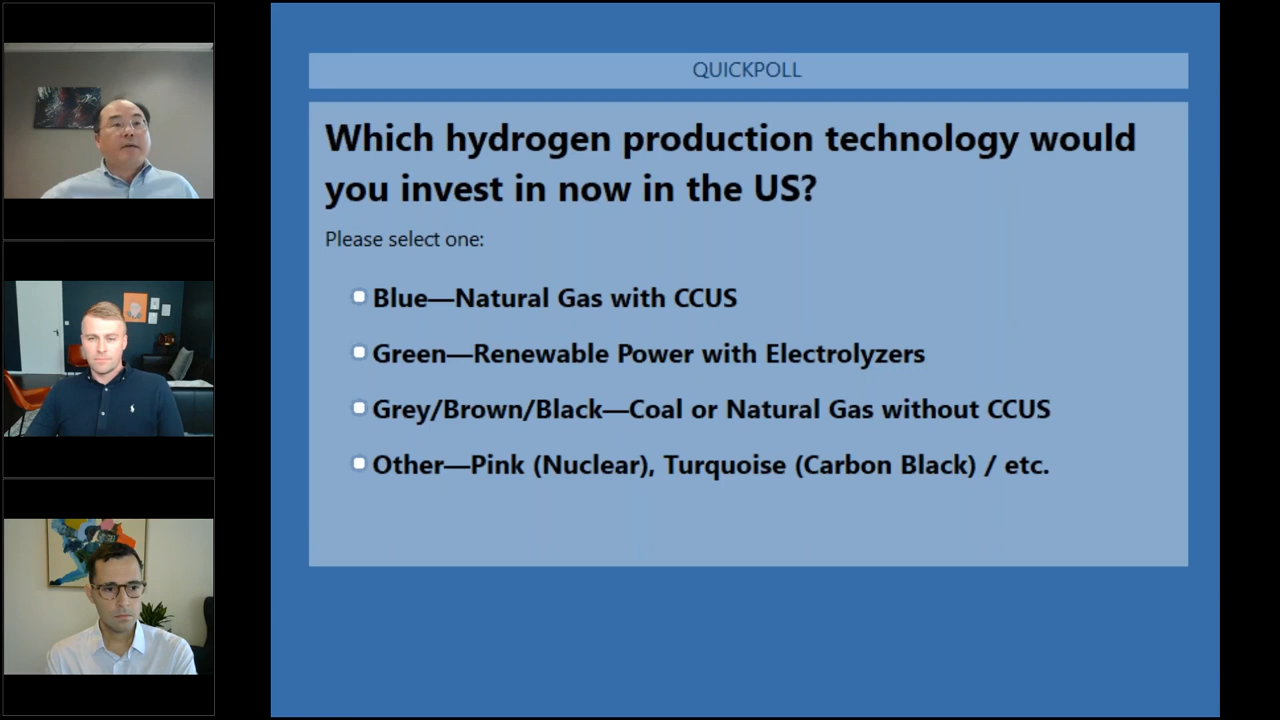 QUICKPOLL
Which hydrogen production technology would
you invest in now in the US?
Please select one:
Blue—Natural Gas with CCUS
Green—Renewable Power with Electrolyzers
Grey/Brown/Black—Coal or Natural Gas without CCUS
Other—Pink (Nuclear), Turquoise (Carbon Black) / etc.